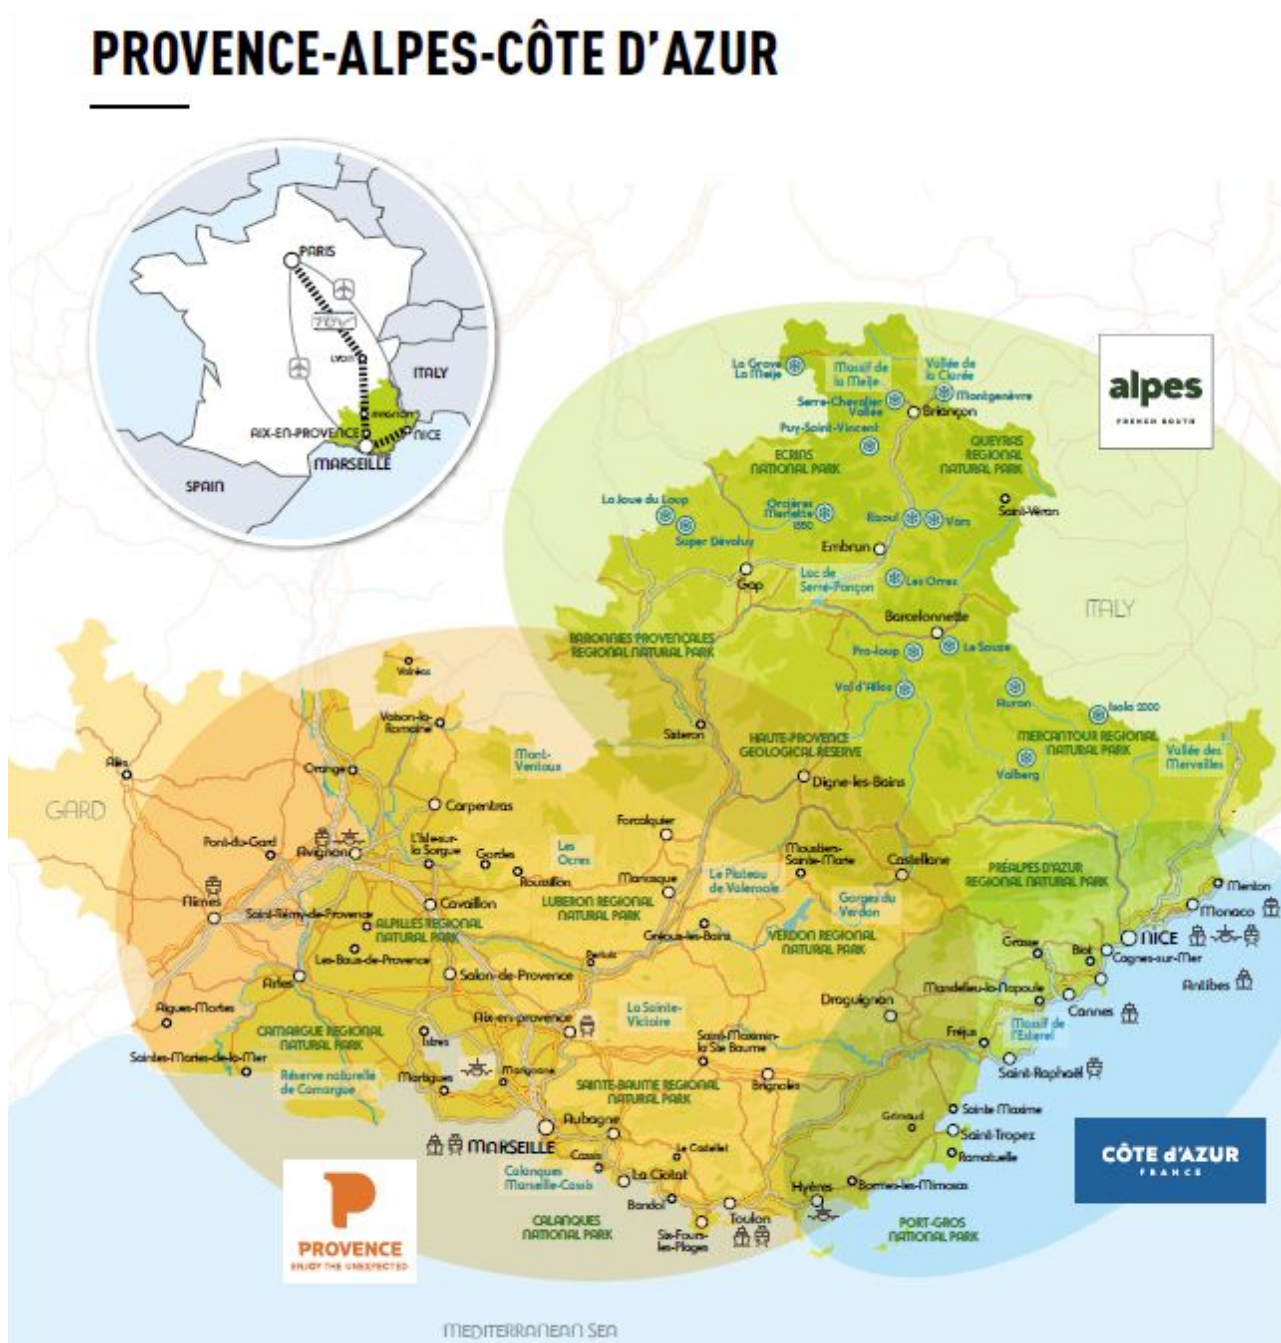 PROVENCE-ALPES-CÔTE D'AZUR
PARIS
LYON
ITALY
AVIGNON
AIX-EN-PROVENCE
NICE
MARSEILLE
SPAIN
alpes
FRENCH SOUTH
La Grave
La Meije
Massif de
la Meije
Vallée de
la Clarée
Montgenèvre
Serre-Chevalier
Vallée
Briançon
Puy-Saint-Vincent
ECRINS
NATIONAL PARK
QUEYRAS
REGIONAL
NATURAL PARK
La Joue du Loup
Orcières
Merlette
1850
Risoul
Vars
Saint-Véran
Super Dévoluy
Embrun
Gap
Lac de
Serre-Ponçon
Les Orres
ITALY
Barcelonnette
BARONNIES PROVENÇALES
REGIONAL NATURAL PARK
Pra-loup
Le Sauze
Valréas
Val d'Allos
Auron
Isola 2000
Vaison-la-
Romaine
Sisteron
HAUTE-PROVENCE
GEOLOGICAL RESERVE
MERCANTOUR REGIONAL
NATURAL PARK
Mont-
Ventoux
Vallée des
Merveilles
Alès
Orange
Valberg
Digne-les-Bains
GARD
Carpentras
Forcalquier
Pont-du-Gard
Avignon
L'Isle-sur-
la Sorgue
Gordes
Les
Ocres
Moustiers-
Sainte-Marie
Castellane
Roussillon
Manosque
Le Plateau
de Valensole
PRÉALPES D'AZUR
REGIONAL NATURAL PARK
Menton
Nîmes
Saint-Rémy-de-Provence
Cavaillon
LUBERON REGIONAL
NATURAL PARK
Gorges du
Verdon
Monaco
ALPILLES REGIONAL
NATURAL PARK
Gréoux-les-Bains
VERDON REGIONAL
NATURAL PARK
NICE
Grasse
Biot
Cagnes-sur-Mer
Les-Baux-de-Provence
Pertuis
Arles
Salon-de-Provence
Antibes
Mandelieu-la-Napoule
Draguignan
Cannes
Aigues-Mortes
La Sainte-
Victoire
Aix-en-provence
CAMARGUE REGIONAL
NATURAL PARK
Istres
Saint-Maximin-
la Ste Baume
Fréjus
Massif de
l'Esterel
Saintes-Maries-de-la-Mer
Saint-Raphaël
Réserve naturelle
de Camargue
Martigues
Marignane
SAINTE-BAUME REGIONAL
NATURAL PARK
Brignoles
Aubagne
Grimaud
Sainte Maxime
Saint-Tropez
MARSEILLE
Le Castellet
Ramatuelle
CÔTE d'AZUR
FRANCE
Cassis
Calanques
Marseille-Cassis
La Ciotat
Hyères
Bormes-les-Mimosas
Bandol
P
PROVENCE
ENJOY THE UNEXPECTED
CALANQUES
NATIONAL PARK
Toulon
Six-Fours-
les-Plages
PORT-CROS
NATIONAL PARK
MEDITERRANEAN SEA